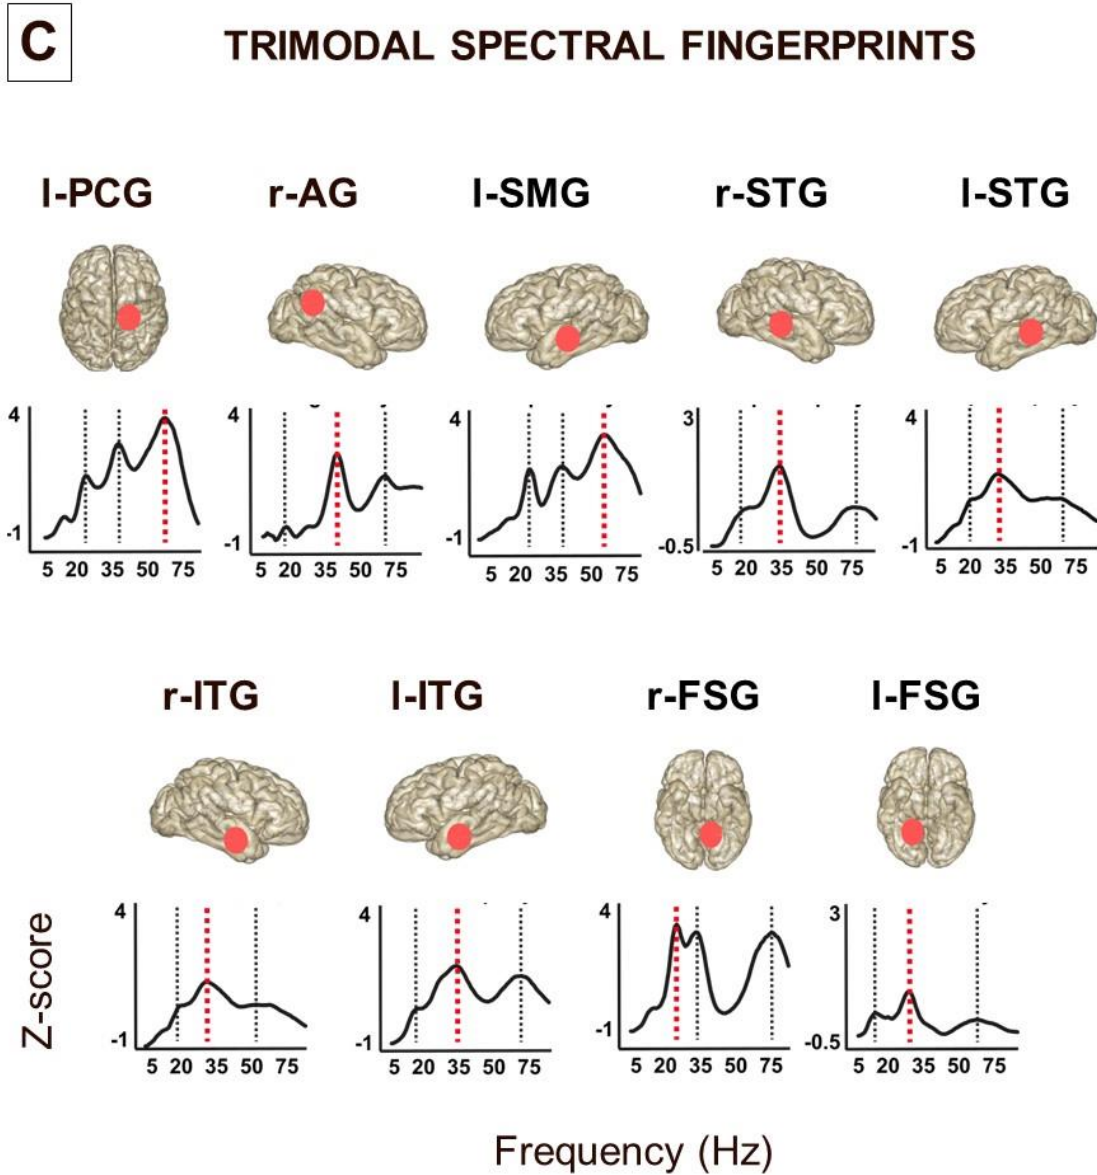 C TRIMODAL SPECTRAL FINGERPRINTS
l-PCG r-AG l-SMG r-STG l-STG
4 4 4 3 4
-1 -1 -1 -0.5 -1
5 20 35 50 75 5 20 35 50 75 5 20 35 50 75 5 20 35 50 75 5 20 35 50 75
r-ITG l-ITG r-FSG l-FSG
4 4 4 3
Z-score
-1 -1 -1 -0.5
5 20 35 50 75 5 20 35 50 75 5 20 35 50 75 5 20 35 50 75
Frequency (Hz)